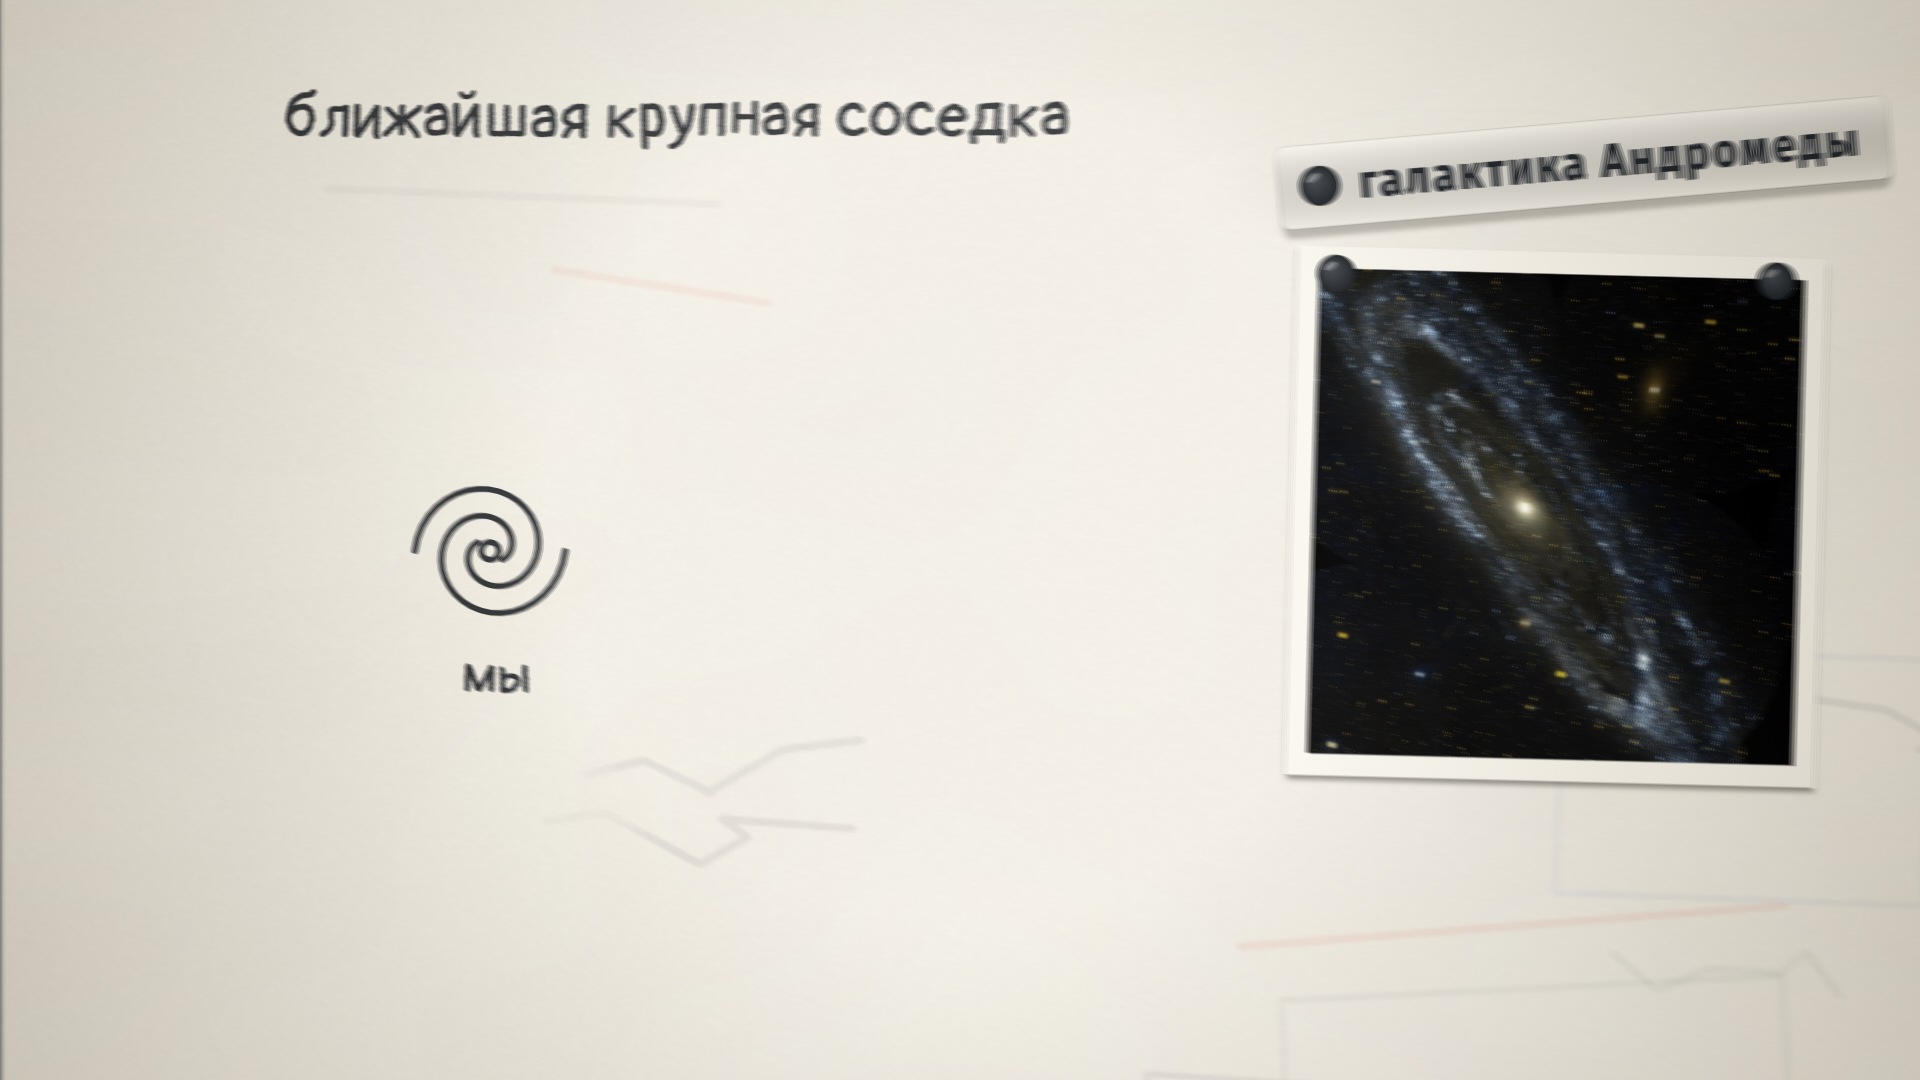 ближайшая крупная соседка
галактика Андромеды
мы